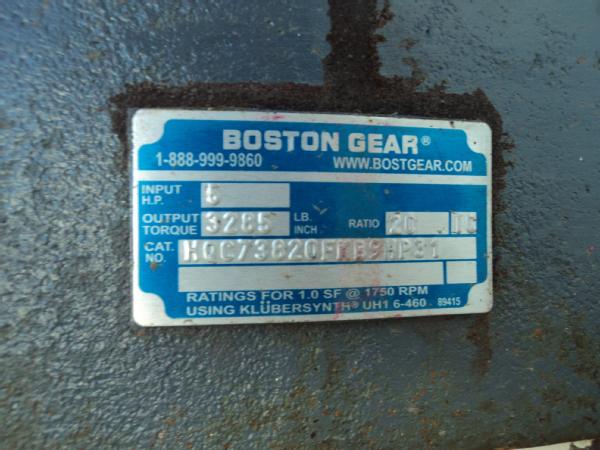 BOSTON GEAR®
1-888-999-9860 WWW.BOSTGEAR.COM
INPUT H.P. 5
OUTPUT TORQUE 3285 LB. INCH RATIO 20
CAT. NO.
RATINGS FOR 1.0 SF @ 1750 RPM
USING KLÜBERSYNTH® UH1 6-460 89415